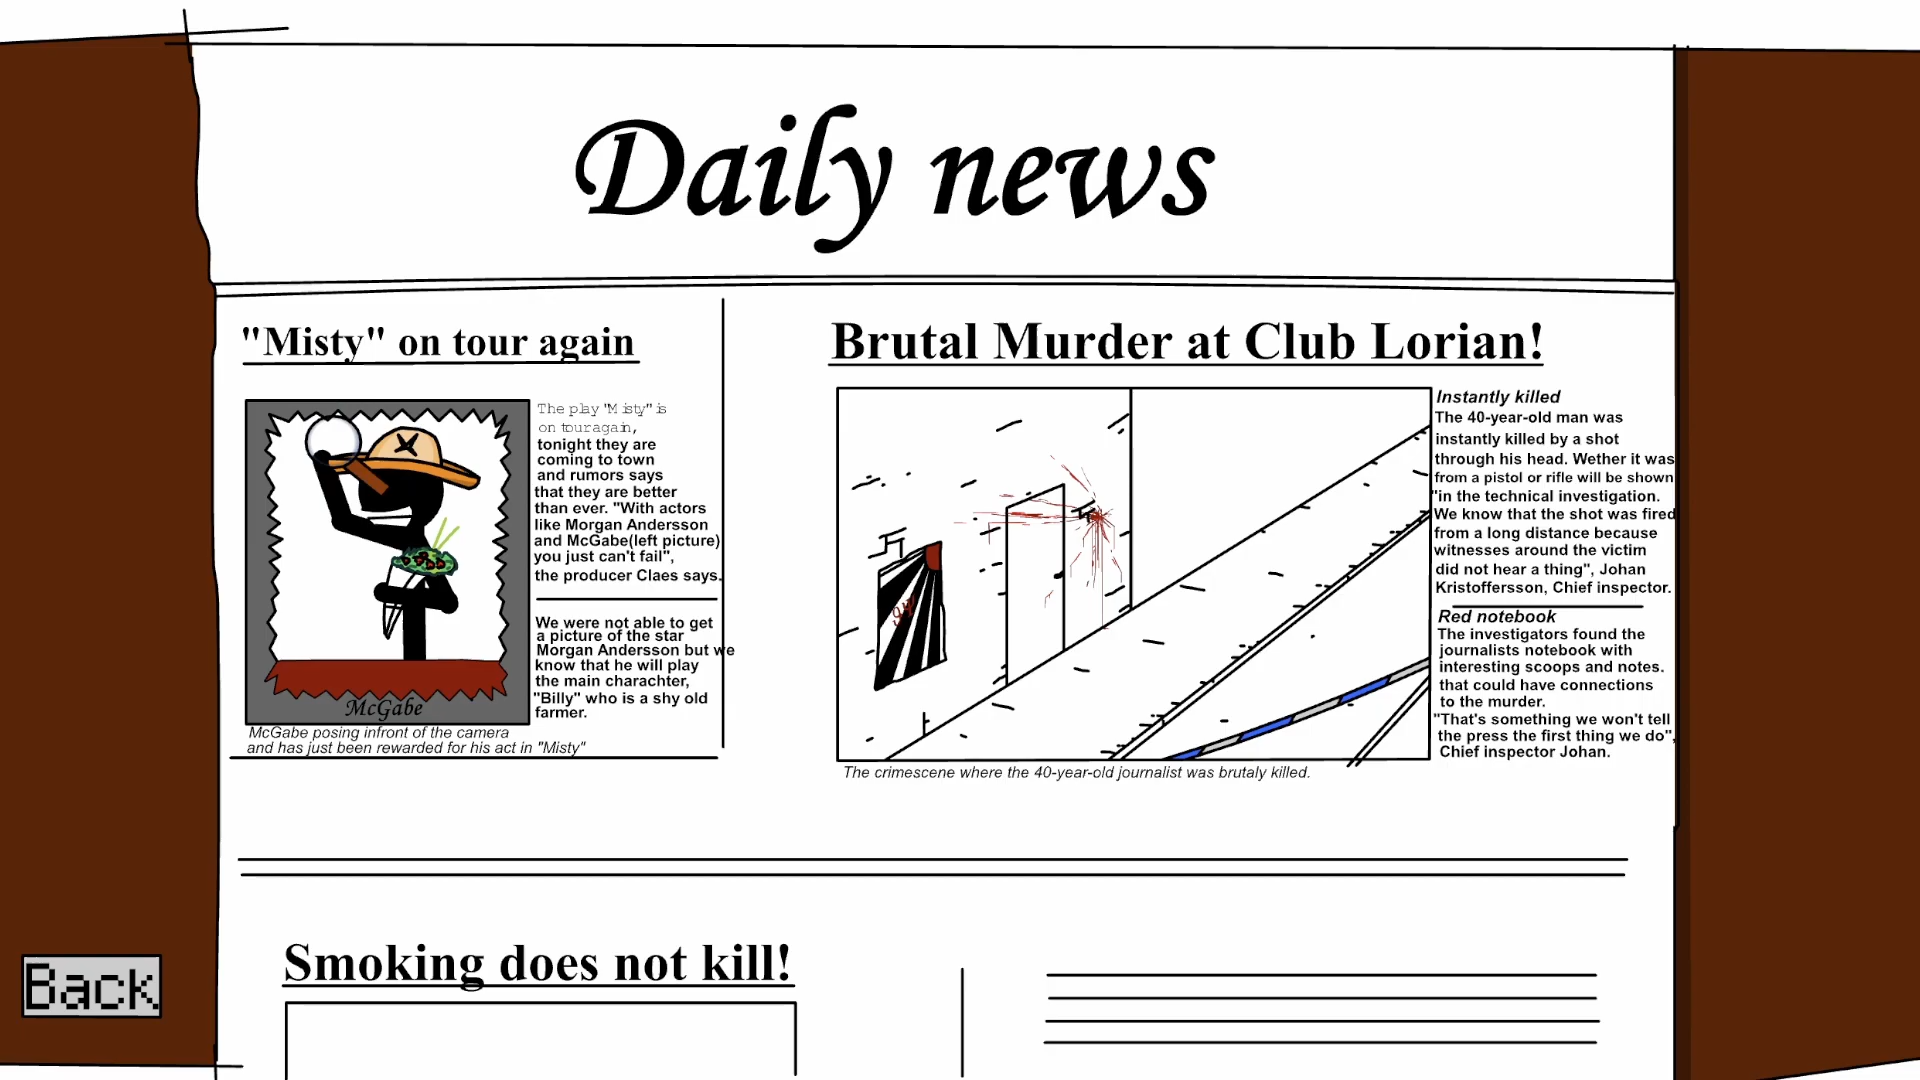 Daily news
"Misty" on tour again
The play "Misty" is
on tour again,
tonight they are
coming to town
and rumors says
that they are better
than ever. "With actors
like Morgan Andersson
and McGabe(left picture)
you just can't fail",
the producer Claes says.
We were not able to get
a picture of the star
Morgan Andersson but we
know that he will play
the main charachter,
"Billy" who is a shy old
farmer.
McGabe
McGabe posing infront of the camera
and has just been rewarded for his act in "Misty"
Brutal Murder at Club Lorian!
Instantly killed
The 40-year-old man was
instantly killed by a shot
through his head. Wether it was
from a pistol or rifle will be shown
"in the technical investigation.
We know that the shot was fired
from a long distance because
witnesses around the victim
did not hear a thing", Johan
Kristoffersson, Chief inspector.
Red notebook
The investigators found the
journalists notebook with
interesting scoops and notes.
that could have connections
to the murder.
"That's something we won't tell
the press the first thing we do",
Chief inspector Johan.
The crimescene where the 40-year-old journalist was brutaly killed.
Smoking does not kill!
Back